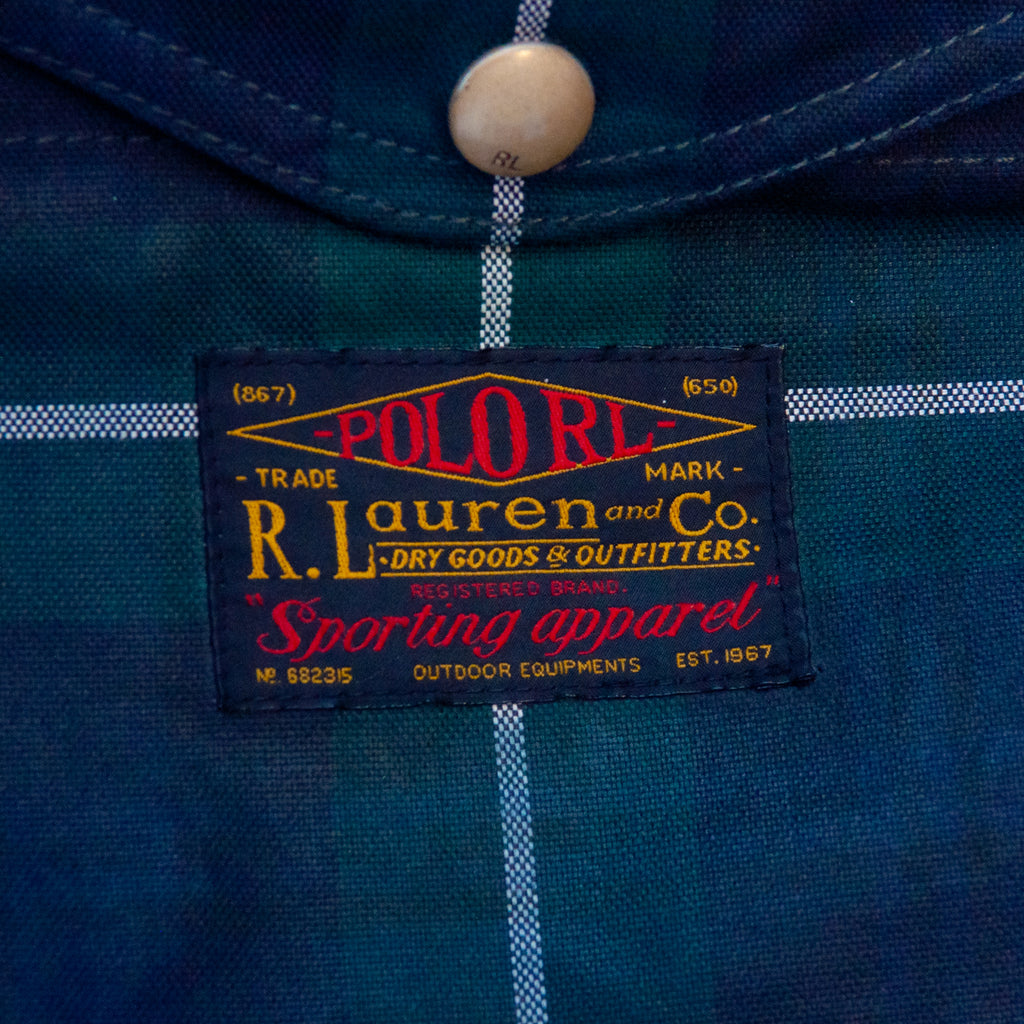 RL
(867) (650)
-POLO RL-
- TRADE MARK -
R. Lauren and Co.
·DRY GOODS & OUTFITTERS·
REGISTERED BRAND.
"Sporting apparel"
Nº 682315 OUTDOOR EQUIPMENTS EST. 1967